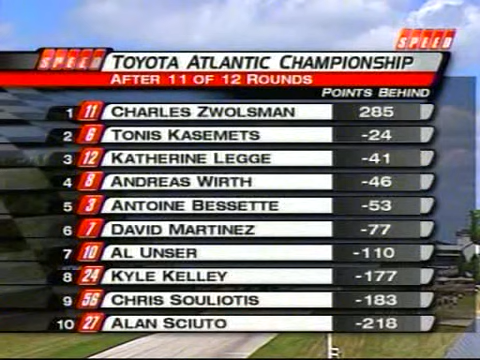 SPEED
SPEED TOYOTA ATLANTIC CHAMPIONSHIP
AFTER 11 OF 12 ROUNDS
POINTS BEHIND
1 11 CHARLES ZWOLSMAN 285
2 6 TONIS KASEMETS -24
3 12 KATHERINE LEGGE -41
4 8 ANDREAS WIRTH -46
5 3 ANTOINE BESSETTE -53
6 7 DAVID MARTINEZ -77
7 10 AL UNSER -110
8 24 KYLE KELLEY -177
9 56 CHRIS SOULIOTIS -183
10 27 ALAN SCIUTO -218